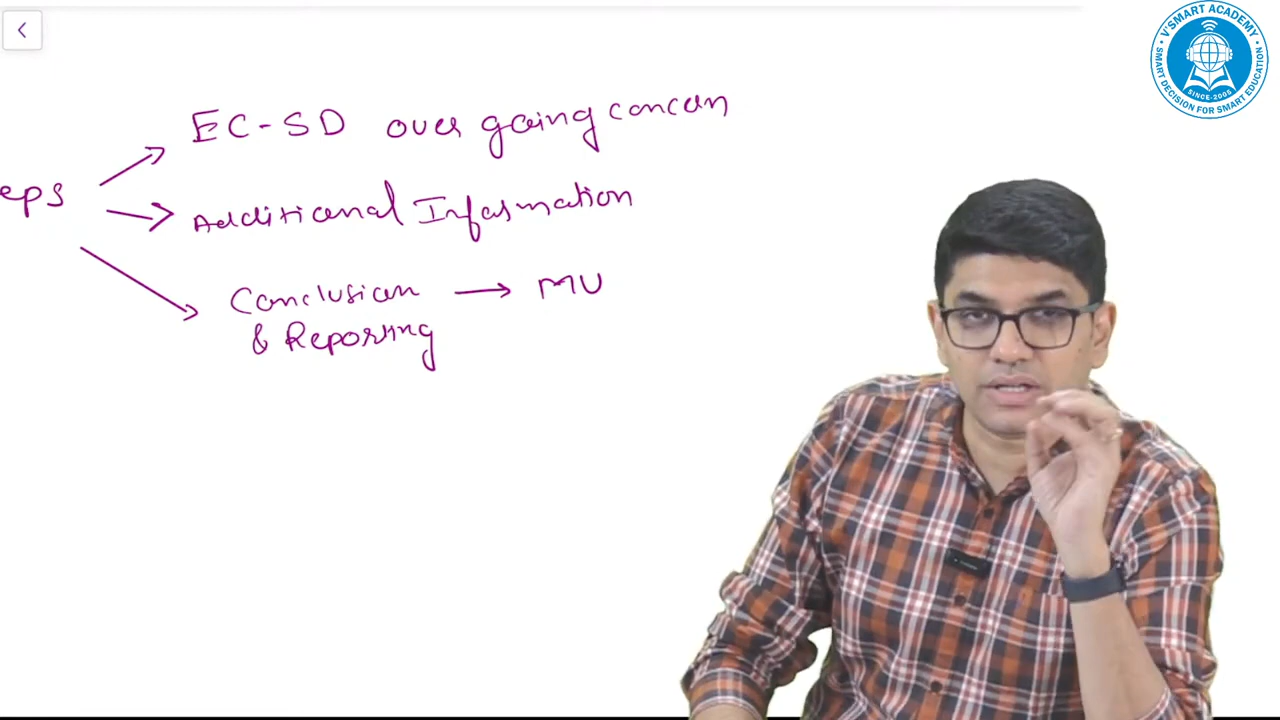 EC-SD over going concern
eps
Additional Information
Conclusion → MU
& Reporting
V'SMART ACADEMY
SINCE-2005
SMART DECISION FOR SMART EDUCATION